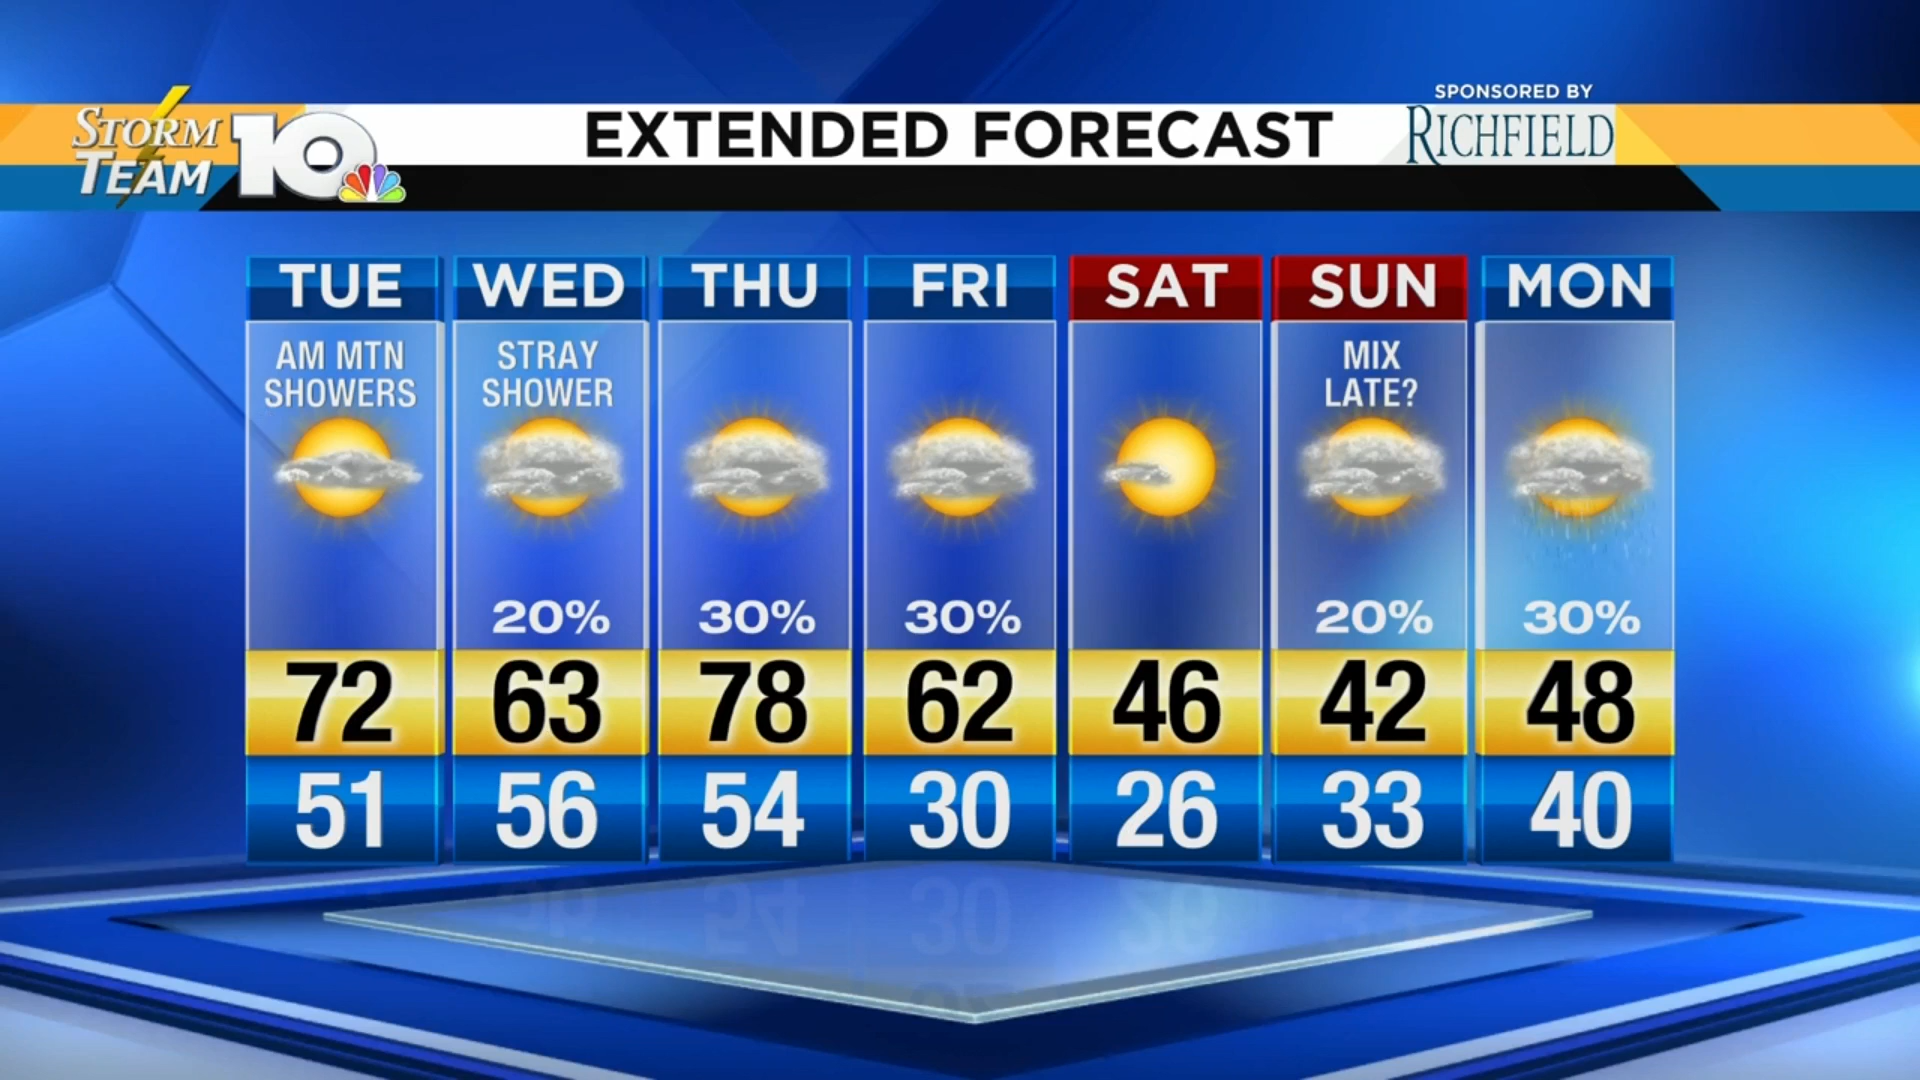 SPONSORED BY
STORM TEAM 10
EXTENDED FORECAST
RICHFIELD
TUE WED THU FRI SAT SUN MON
AM MTN STRAY MIX
SHOWERS SHOWER LATE?
20% 30% 30% 20% 30%
72 63 78 62 46 42 48
51 56 54 30 26 33 40